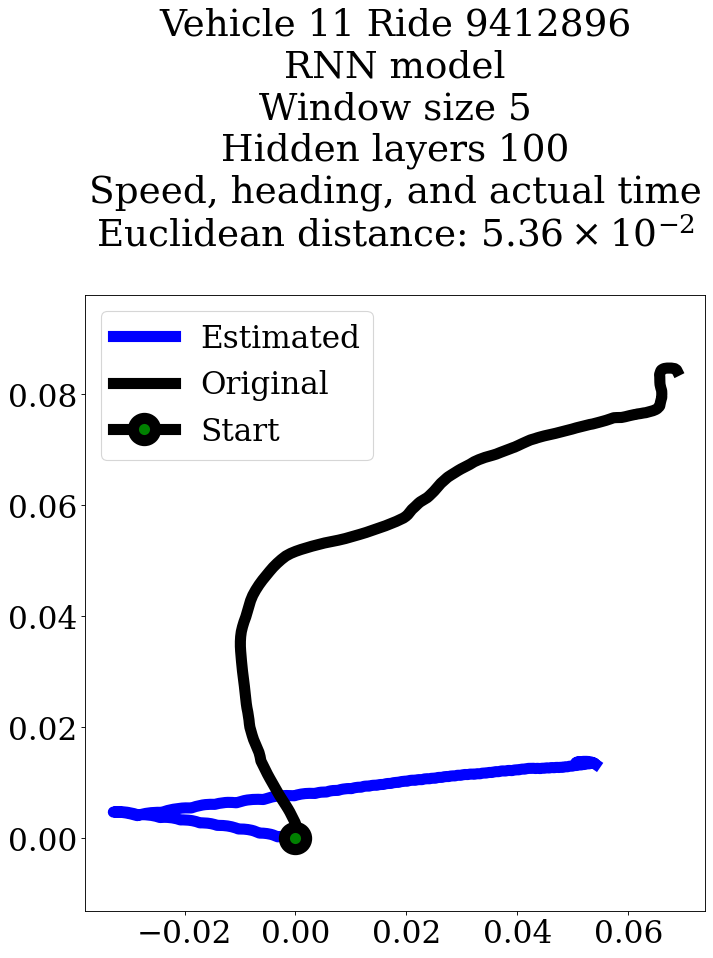 Vehicle 11 Ride 9412896
RNN model
Window size 5
Hidden layers 100
Speed, heading, and actual time
Euclidean distance: 5.36 × 10⁻²
Estimated
Original
Start
0.08
0.06
0.04
0.02
0.00
−0.02 0.00 0.02 0.04 0.06